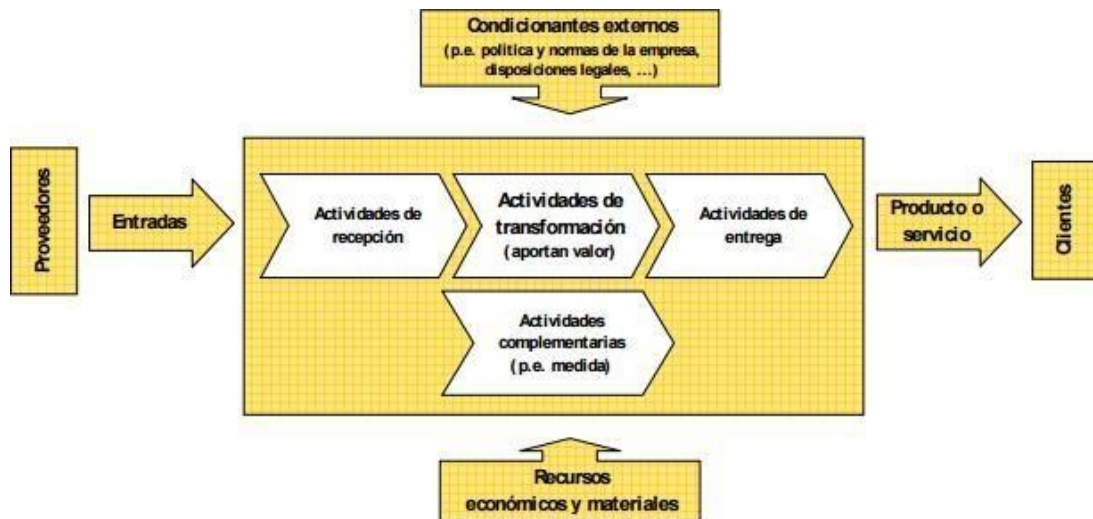 Condicionantes externos
(p.e. política y normas de la empresa,
disposiciones legales, ...)
Proveedores
Entradas
Actividades de
recepción
Actividades de
transformación
(aportan valor)
Actividades de
entrega
Producto o
servicio
Clientes
Actividades
complementarias
(p.e. medida)
Recursos
económicos y materiales